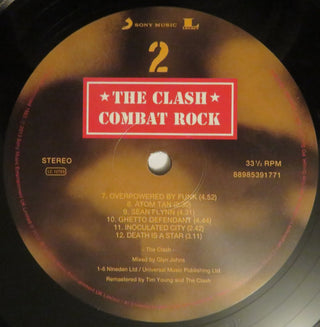 SONY MUSIC
LEGACY
2
★ THE CLASH ★
COMBAT ROCK
STEREO
33 ⅓ RPM
88985391771
7. OVERPOWERED BY FUNK (4.52)
8. ATOM TAN
9. SEAN FLYNN (4.31)
10. GHETTO DEFENDANT (4.44)
11. INOCULATED CITY (2.42)
12. DEATH IS A STAR (3.11)
- The Clash -
Mixed by Glyn Johns
1-6 Nineden Ltd / Universal Music Publishing Ltd
Remastered by Tim Young and The Clash